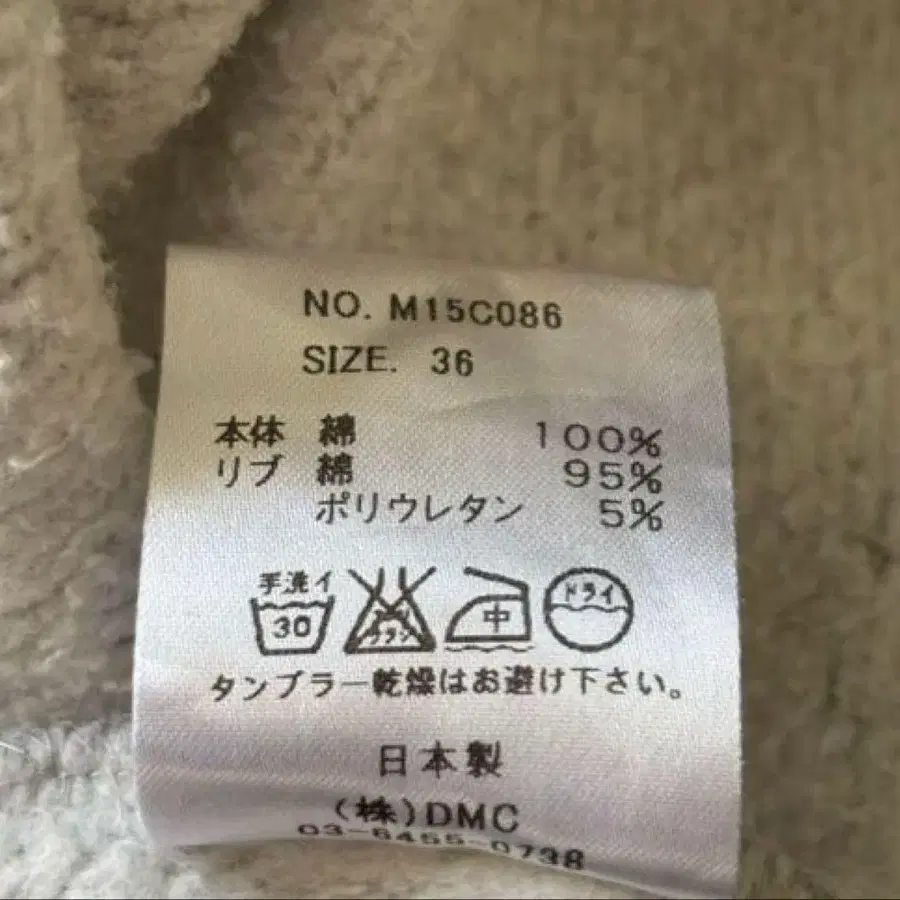 NO. M15C086
SIZE. 36
本体 綿 100%
リブ 綿 95%
ポリウレタン 5%
手洗イ 30 中 ドライ
タンブラー乾燥はお避け下さい。
日本製
(株)DMC
03-6455-0738